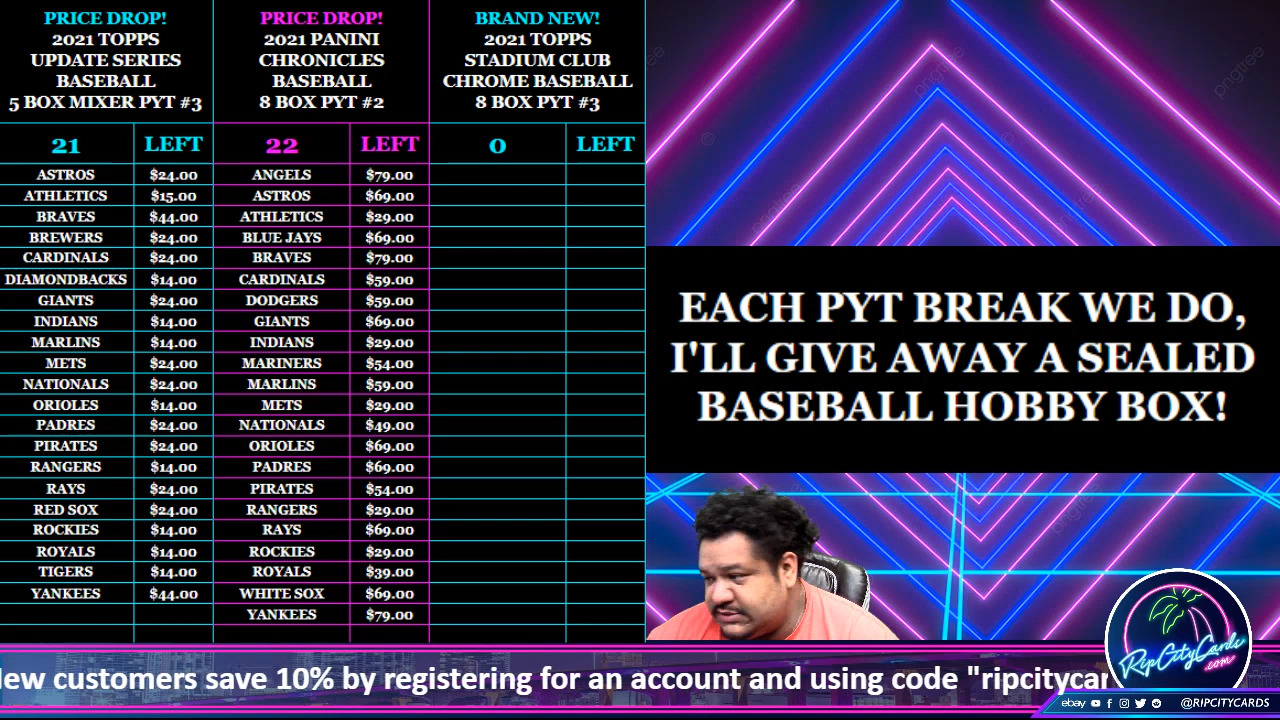 PRICE DROP!
2021 TOPPS
UPDATE SERIES
BASEBALL
5 BOX MIXER PYT #3
21 LEFT
ASTROS $24.00
ATHLETICS $15.00
BRAVES $44.00
BREWERS $24.00
CARDINALS $24.00
DIAMONDBACKS $14.00
GIANTS $24.00
INDIANS $14.00
MARLINS $14.00
METS $24.00
NATIONALS $24.00
ORIOLES $14.00
PADRES $24.00
PIRATES $24.00
RANGERS $14.00
RAYS $24.00
RED SOX $24.00
ROCKIES $14.00
ROYALS $14.00
TIGERS $14.00
YANKEES $44.00
PRICE DROP!
2021 PANINI
CHRONICLES
BASEBALL
8 BOX PYT #2
22 LEFT
ANGELS $79.00
ASTROS $69.00
ATHLETICS $29.00
BLUE JAYS $69.00
BRAVES $79.00
CARDINALS $59.00
DODGERS $59.00
GIANTS $69.00
INDIANS $29.00
MARINERS $54.00
MARLINS $59.00
METS $29.00
NATIONALS $49.00
ORIOLES $69.00
PADRES $69.00
PIRATES $54.00
RANGERS $29.00
RAYS $69.00
ROCKIES $29.00
ROYALS $39.00
WHITE SOX $69.00
YANKEES $79.00
BRAND NEW!
2021 TOPPS
STADIUM CLUB
CHROME BASEBALL
8 BOX PYT #3
0 LEFT
EACH PYT BREAK WE DO,
I'LL GIVE AWAY A SEALED
BASEBALL HOBBY BOX!
ew customers save 10% by registering for an account and using code "ripcitycar
RipCityCards
.com
ebay @RIPCITYCARDS
pngtree
pngtree
pngtree
pngtree